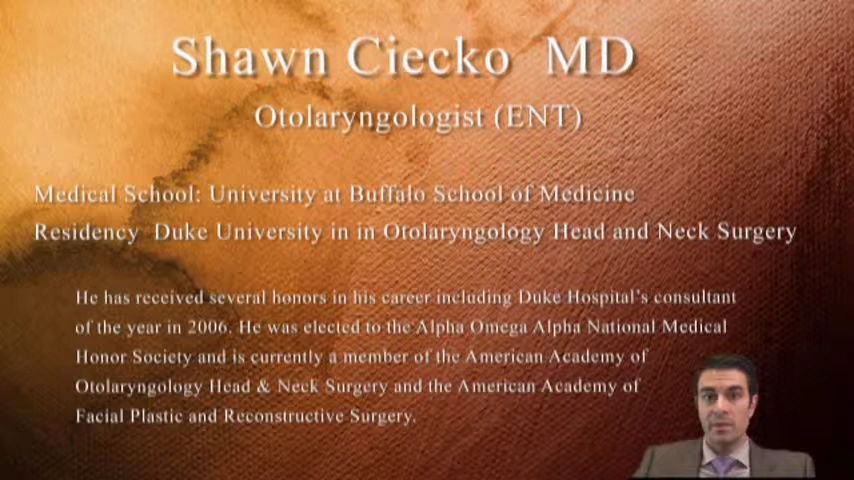 Shawn Ciecko MD
Otolaryngologist (ENT)
Medical School: University at Buffalo School of Medicine
Residency Duke University in in Otolaryngology Head and Neck Surgery
He has received several honors in his career including Duke Hospital's consultant
of the year in 2006. He was elected to the Alpha Omega Alpha National Medical
Honor Society and is currently a member of the American Academy of
Otolaryngology Head & Neck Surgery and the American Academy of
Facial Plastic and Reconstructive Surgery.